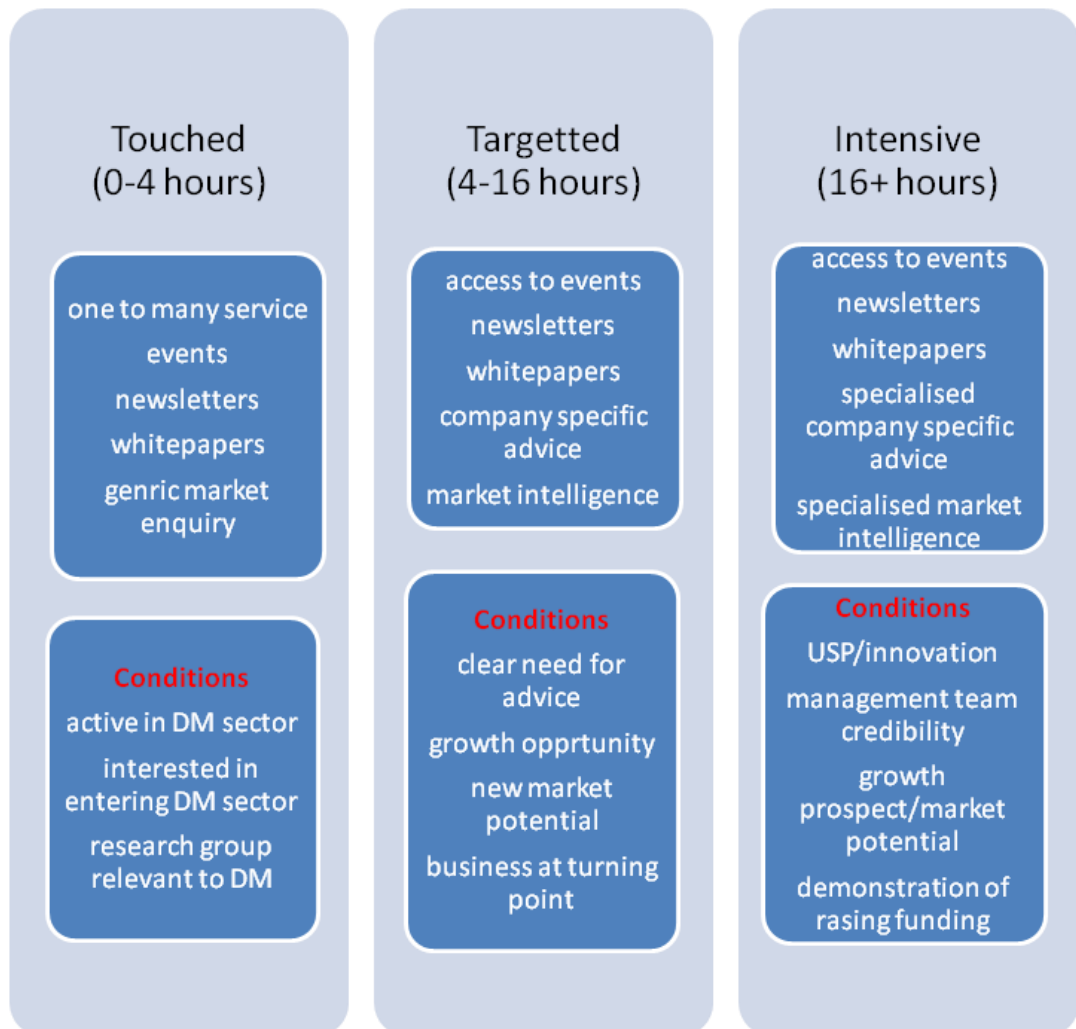 Touched
(0-4 hours)
one to many service
events
newsletters
whitepapers
genric market
enquiry
Conditions
active in DM sector
interested in
entering DM sector
research group
relevant to DM
Targetted
(4-16 hours)
access to events
newsletters
whitepapers
company specific
advice
market intelligence
Conditions
clear need for
advice
growth opprtunity
new market
potential
business at turning
point
Intensive
(16+ hours)
access to events
newsletters
whitepapers
specialised
company specific
advice
specialised market
intelligence
Conditions
USP/innovation
management team
credibility
growth
prospect/market
potential
demonstration of
rasing funding